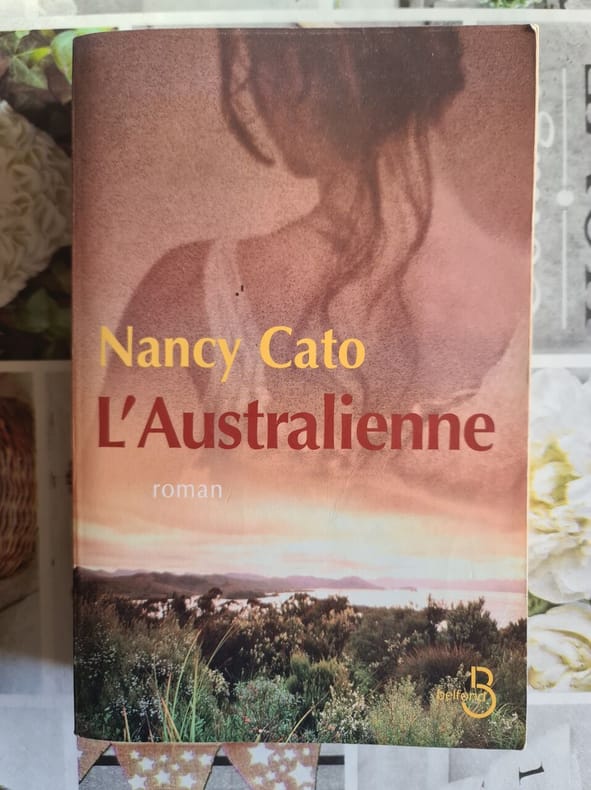 Nancy Cato
L'Australienne
roman
belfond